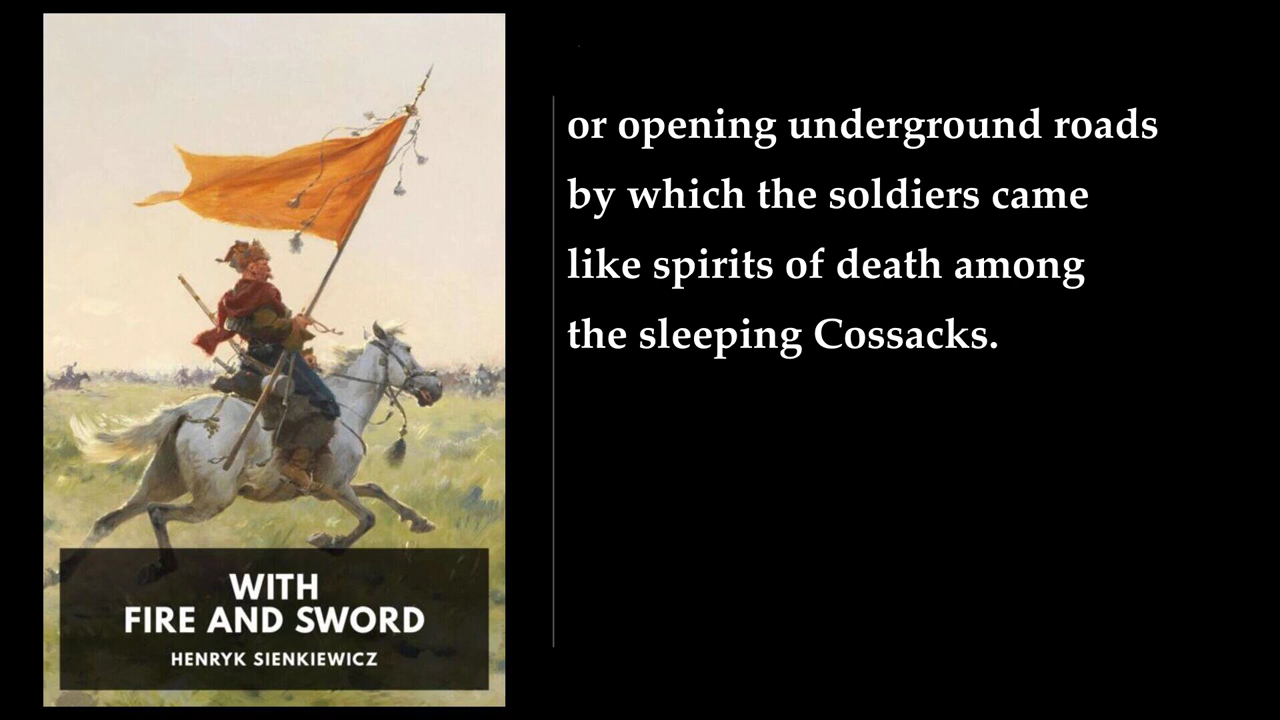 or opening underground roads
by which the soldiers came
like spirits of death among
the sleeping Cossacks.
WITH
FIRE AND SWORD
HENRYK SIENKIEWICZ